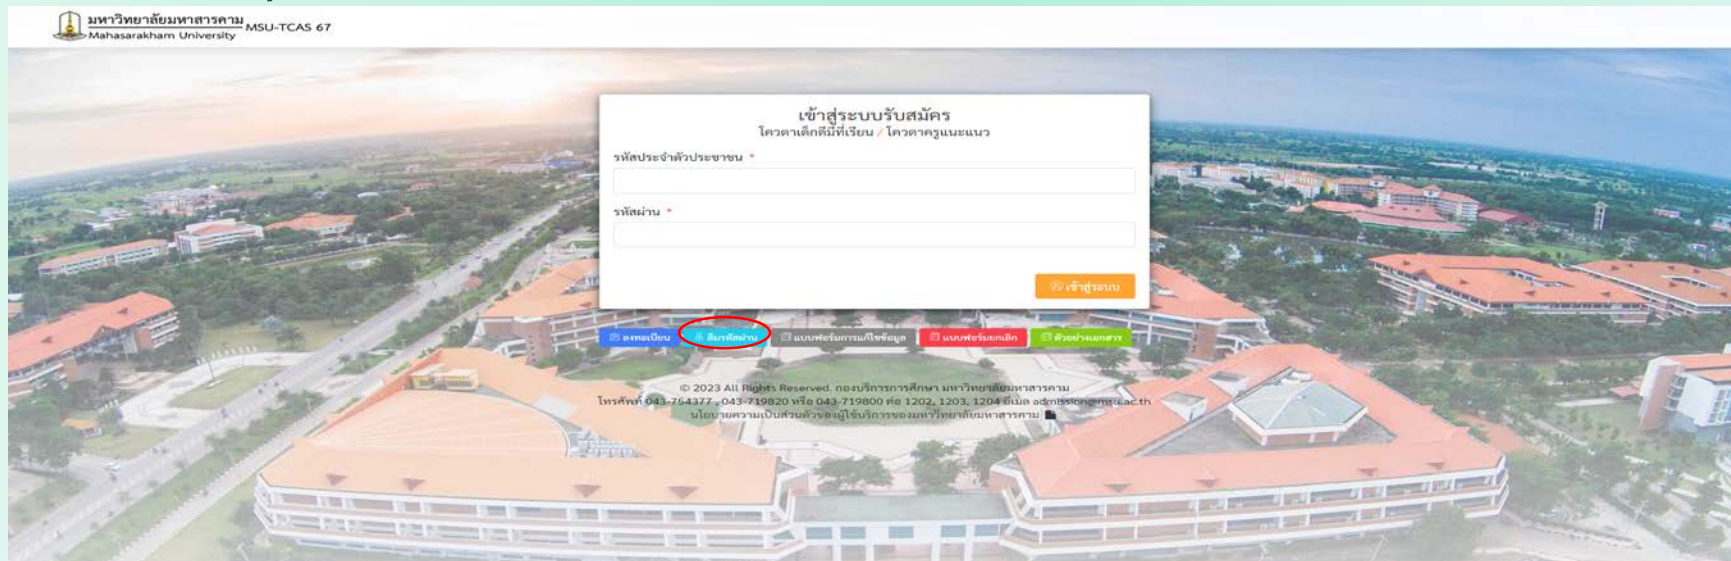 มหาวิทยาลัยมหาสารคาม
Mahasarakham University
MSU-TCAS 67
เข้าสู่ระบบรับสมัคร
โควตาเด็กดีมีที่เรียน / โควตาครูแนะแนว
รหัสประจำตัวประชาชน *
รหัสผ่าน *
เข้าสู่ระบบ
ลงทะเบียน ลืมรหัสผ่าน แบบฟอร์มการแก้ไขข้อมูล แบบฟอร์มยกเลิก ตัวอย่างเอกสาร
© 2023 All Rights Reserved. กองบริการการศึกษา มหาวิทยาลัยมหาสารคาม
โทรศัพท์ 043-754377 , 043-719820 หรือ 043-719800 ต่อ 1202, 1203, 1204 อีเมล admission@msu.ac.th
นโยบายความเป็นส่วนตัวของผู้ใช้บริการของมหาวิทยาลัยมหาสารคาม